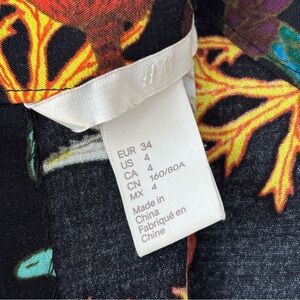 H&M
EUR 34
US 4
CA 4
CN 160/80A
MX 4
Made in
China
Fabriqué en
Chine